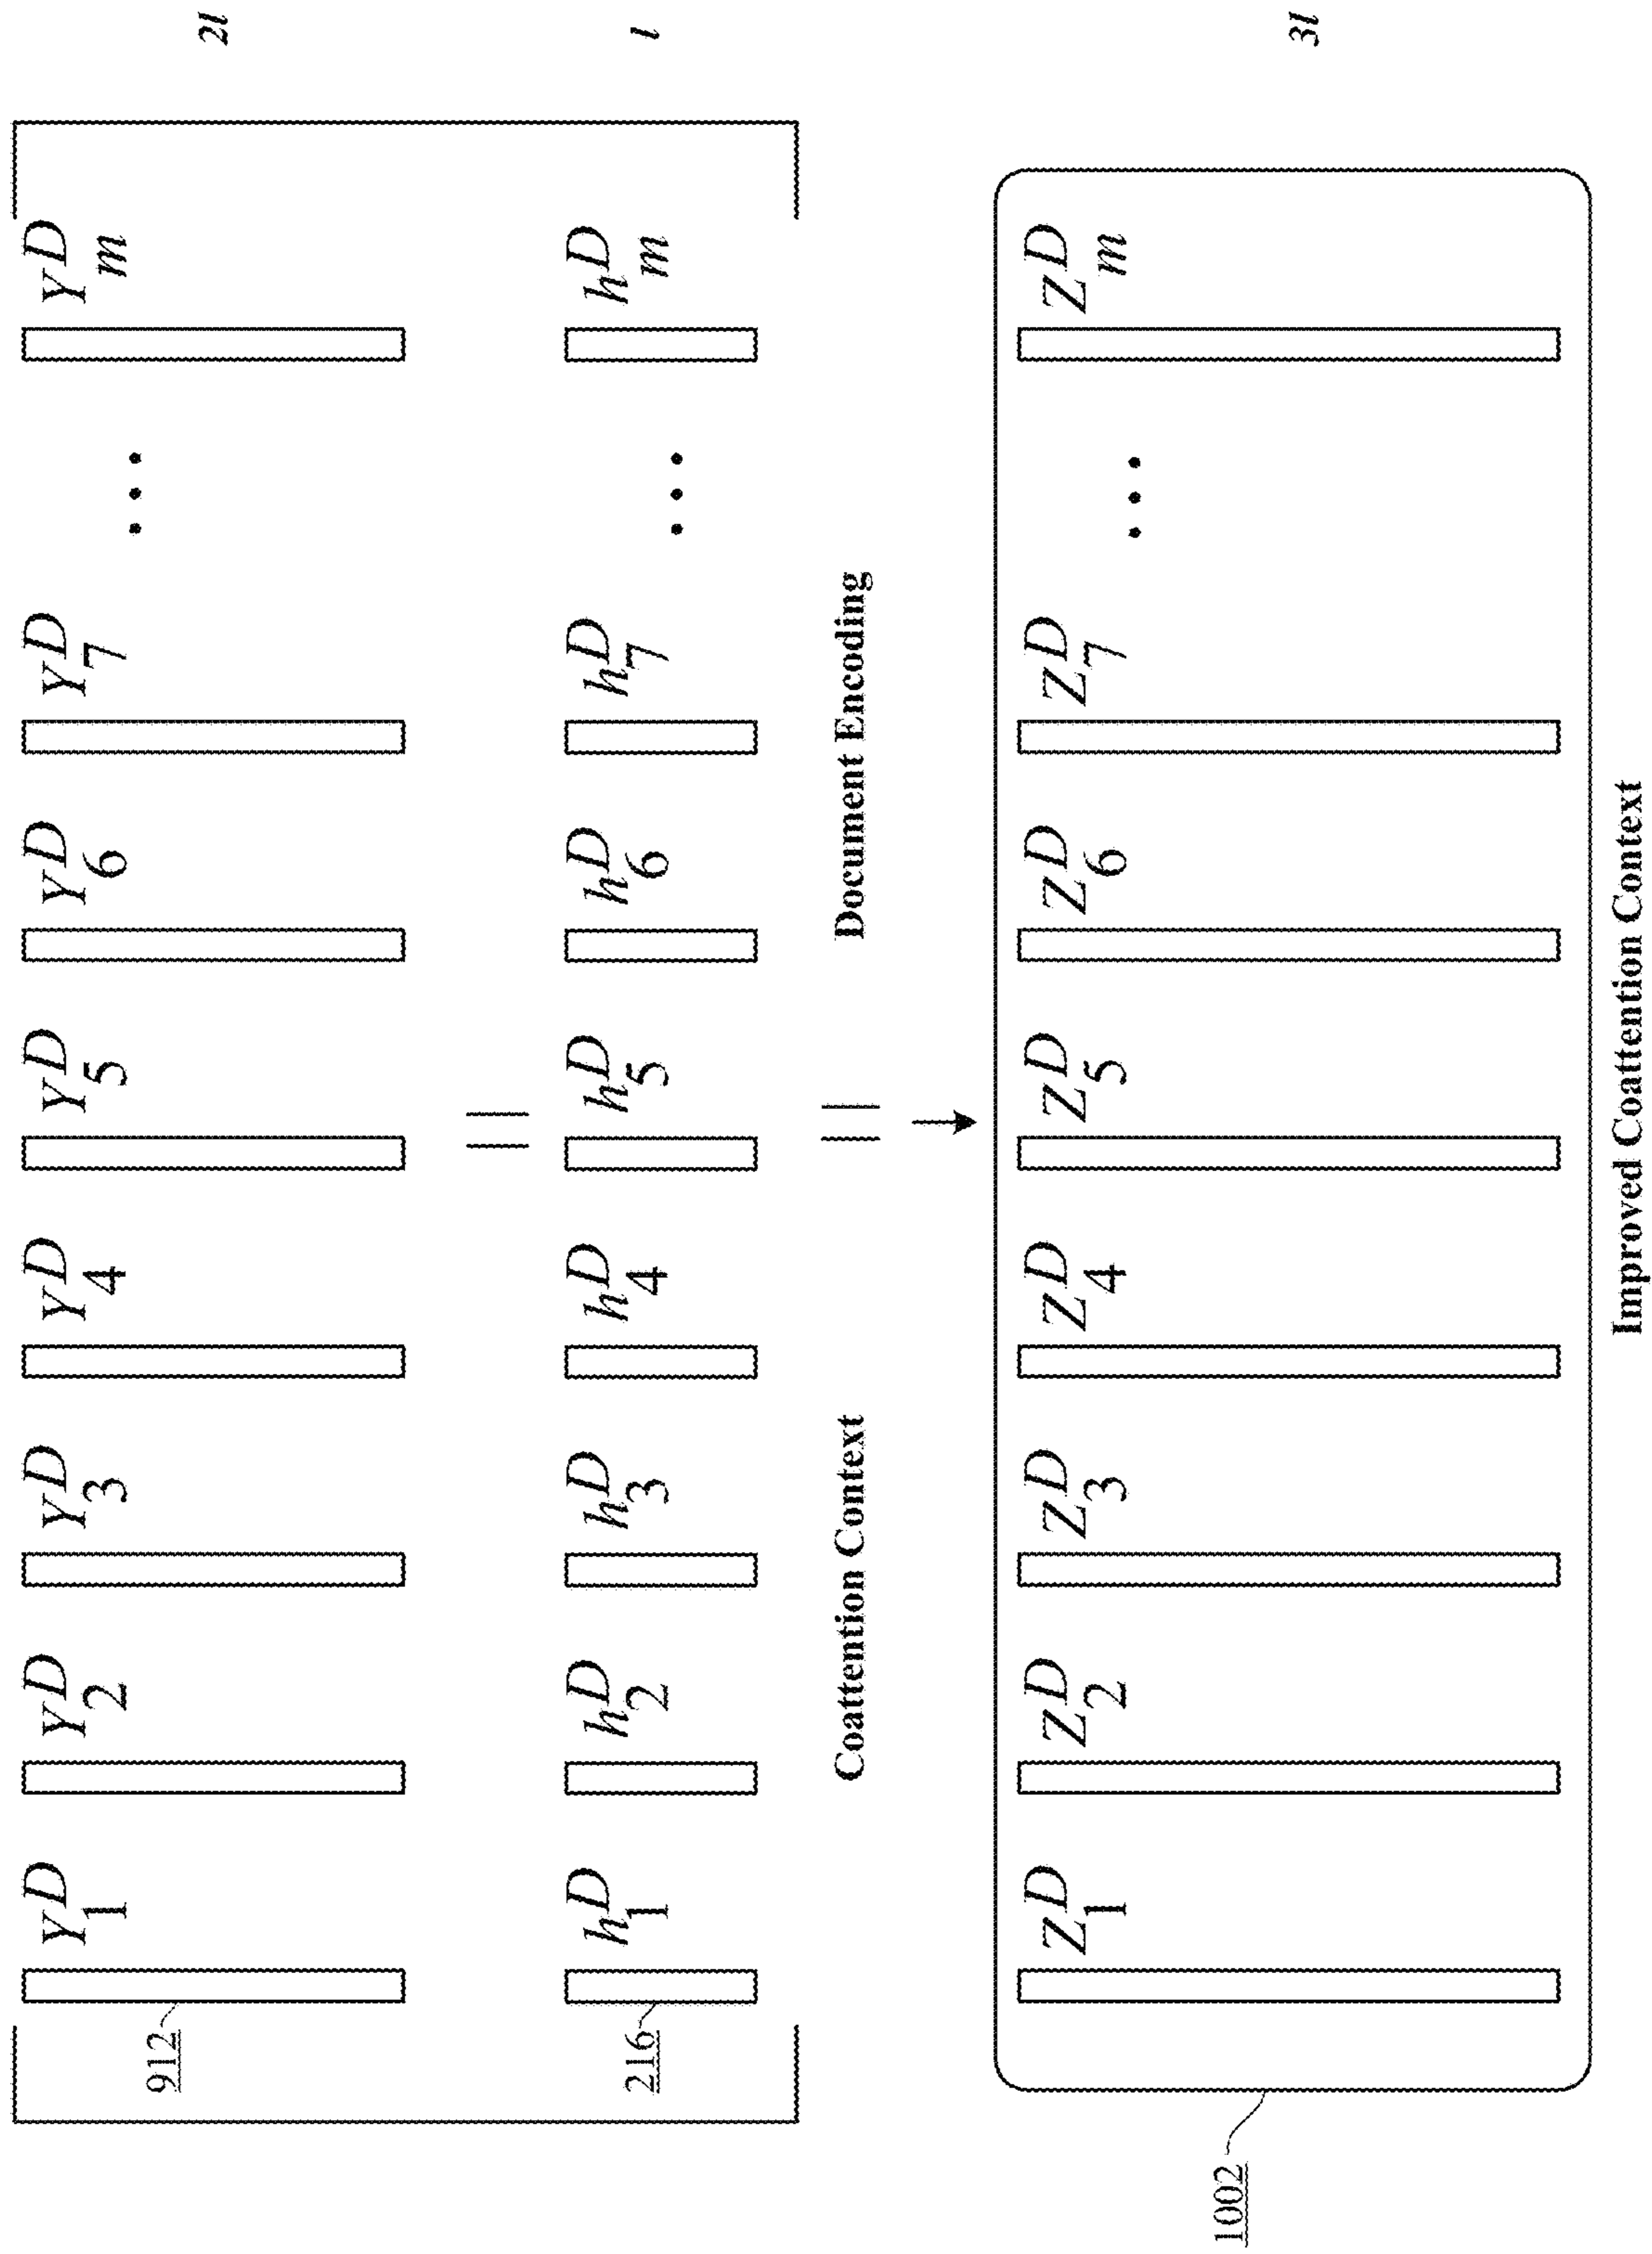 Y^D_1 Y^D_2 Y^D_3 Y^D_4 Y^D_5 Y^D_6 Y^D_7 ... Y^D_m 2l
912
||
h^D_1 h^D_2 h^D_3 h^D_4 h^D_5 h^D_6 h^D_7 ... h^D_m l
216
Coattention Context || Document Encoding
Z^D_1 Z^D_2 Z^D_3 Z^D_4 Z^D_5 Z^D_6 Z^D_7 ... Z^D_m 3l
1002
Improved Coattention Context